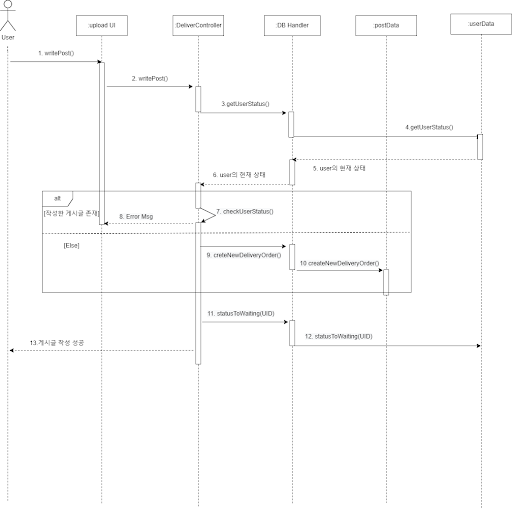 :upload UI
:DeliverController
:DB Handler
:postData
:userData
User
1. writePost()
2. writePost()
3.getUserStatus()
4.getUserStatus()
5. user의 현재 상태
6. user의 현재 상태
alt
[작성한 게시글 존재]
7. checkUserStatus()
8. Error Msg
[Else]
9. creteNewDeliveryOrder()
10.createNewDeliveryOrder()
11. statusToWaiting(UID)
12. statusToWaiting(UID)
13.게시글 작성 성공